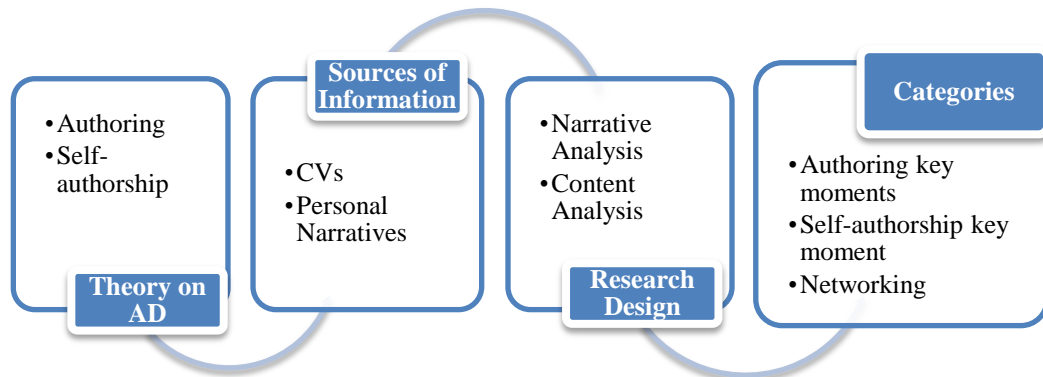 •Authoring
•Self-
authorship
Theory on
AD
Sources of
Information
•CVs
•Personal
Narratives
•Narrative
Analysis
•Content
Analysis
Research
Design
Categories
•Authoring key
moments
•Self-authorship key
moment
•Networking